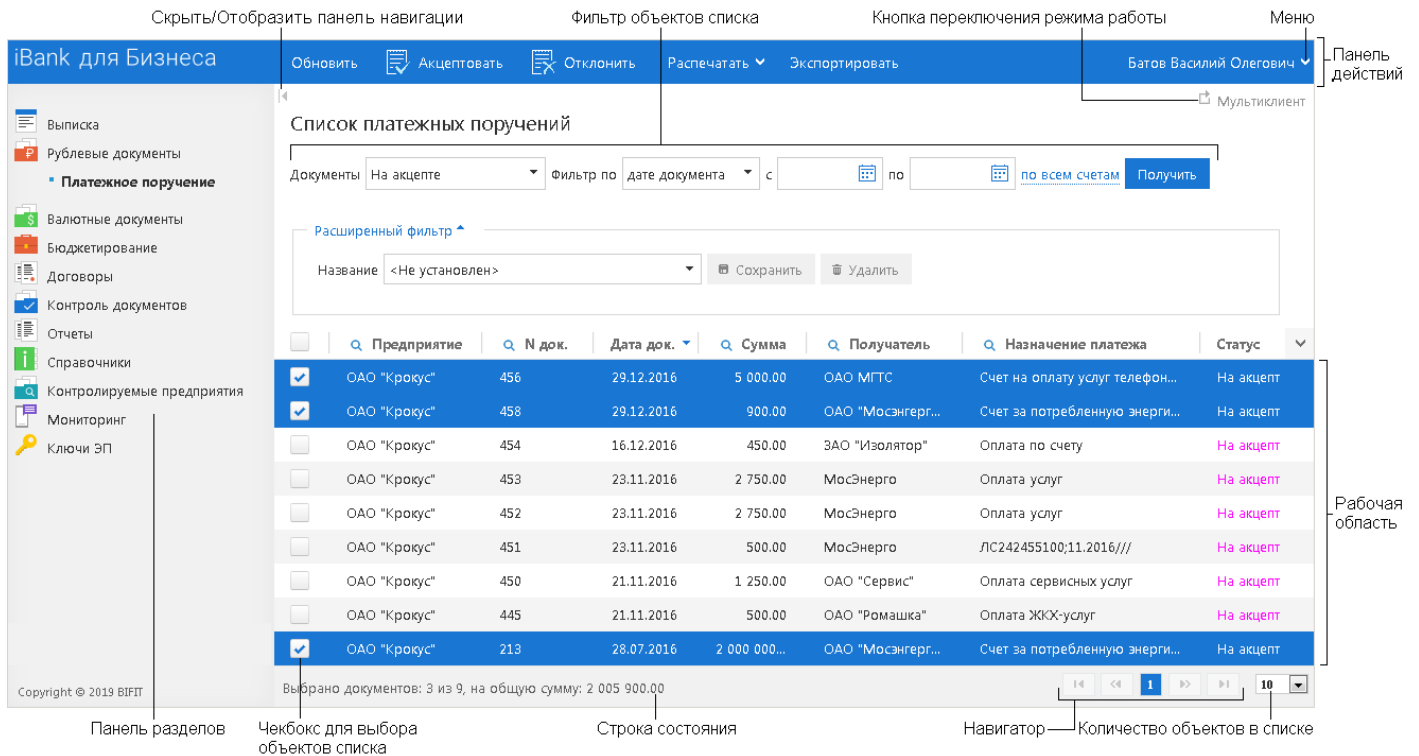 Скрыть/Отобразить панель навигации Фильтр объектов списка Кнопка переключения режима работы Меню
iBank для Бизнеса Обновить Акцептовать Отклонить Распечатать Экспортировать Батов Василий Олегович
Панель
действий
Мультиклиент
Список платежных поручений
Документы На акцепте Фильтр по дате документа с по по всем счетам Получить
Расширенный фильтр
Название <Не установлен> Сохранить Удалить
Выписка
Рублевые документы
Платежное поручение
Валютные документы
Бюджетирование
Договоры
Контроль документов
Отчеты
Справочники
Контролируемые предприятия
Мониторинг
Ключи ЭП
Copyright © 2019 BIFIT
Предприятие N док. Дата док. Сумма Получатель Назначение платежа Статус
ОАО "Крокус" 456 29.12.2016 5 000.00 ОАО МГТС Счет на оплату услуг телефон... На акцепт
ОАО "Крокус" 458 29.12.2016 900.00 ОАО "Мосэнгерг... Счет за потребленную энерги... На акцепт
ОАО "Крокус" 454 16.12.2016 450.00 ЗАО "Изолятор" Оплата по счету На акцепт
ОАО "Крокус" 453 23.11.2016 2 750.00 МосЭнерго Оплата услуг На акцепт
ОАО "Крокус" 452 23.11.2016 2 750.00 МосЭнерго Оплата услуг На акцепт
ОАО "Крокус" 451 23.11.2016 500.00 МосЭнерго ЛС242455100;11.2016/// На акцепт
ОАО "Крокус" 450 21.11.2016 1 250.00 ОАО "Сервис" Оплата сервисных услуг На акцепт
ОАО "Крокус" 445 21.11.2016 500.00 ОАО "Ромашка" Оплата ЖКХ-услуг На акцепт
ОАО "Крокус" 213 28.07.2016 2 000 000... ОАО "Мосэнгерг... Счет за потребленную энерги... На акцепт
Рабочая
область
Выбрано документов: 3 из 9, на общую сумму: 2 005 900.00 1 10
Панель разделов Чекбокс для выбора
объектов списка
Строка состояния Навигатор Количество объектов в списке